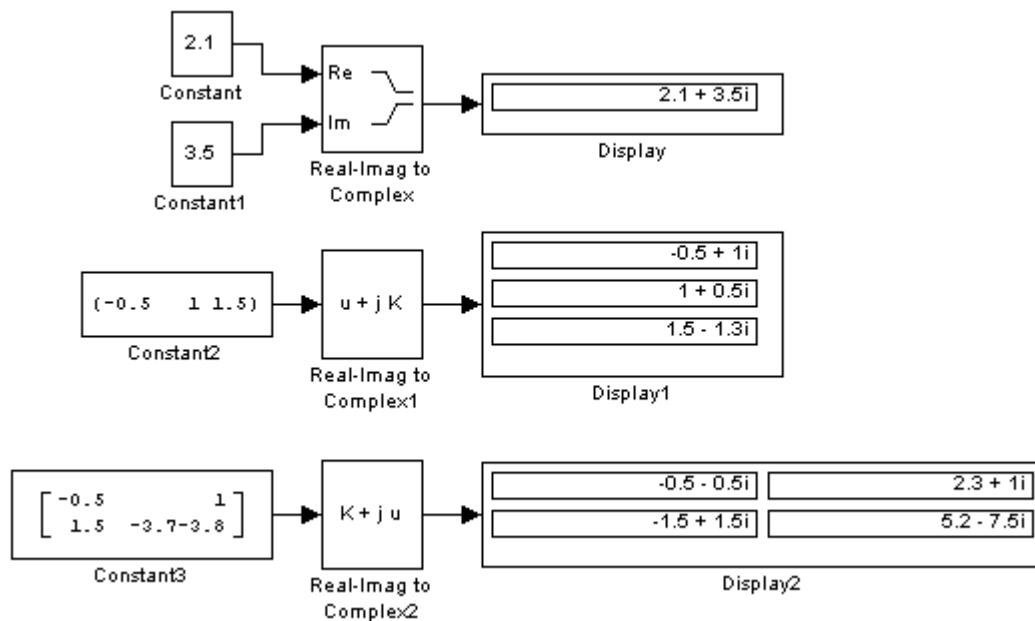 2.1
Constant
3.5
Constant1
Re
Im
Real-Imag to
Complex
2.1 + 3.5i
Display
(-0.5 1 1.5)
Constant2
u + j K
Real-Imag to
Complex1
-0.5 + 1i
1 + 0.5i
1.5 - 1.3i
Display1
-0.5 1
1.5 -3.7-3.8
Constant3
K + j u
Real-Imag to
Complex2
-0.5 - 0.5i 2.3 + 1i
-1.5 + 1.5i 5.2 - 7.5i
Display2